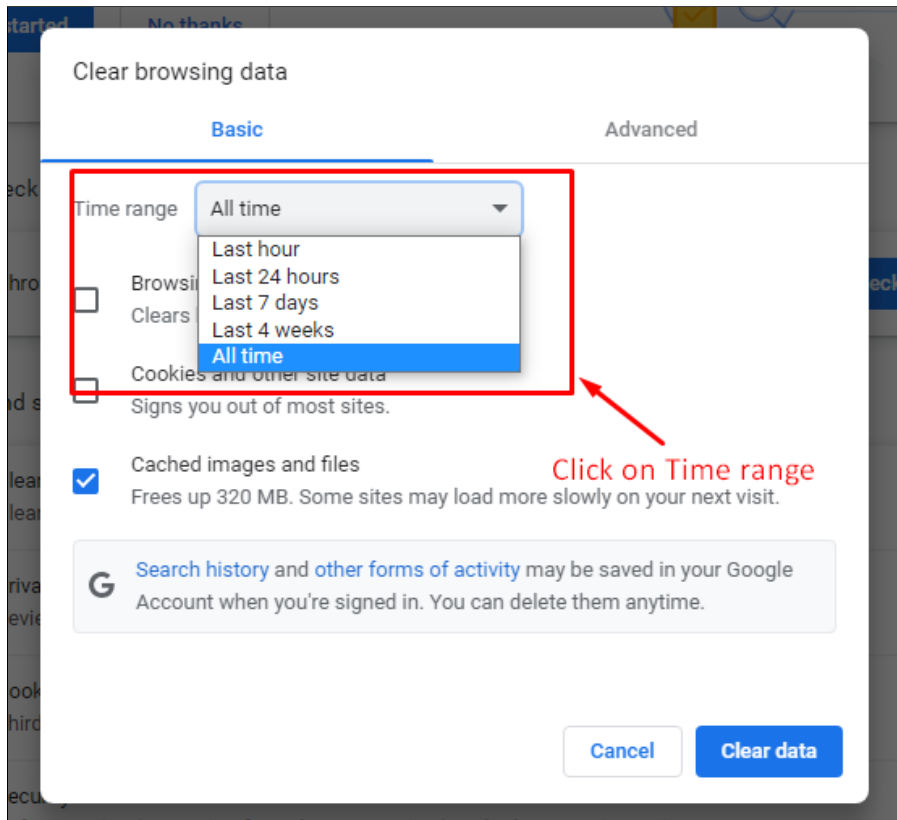 started No thanks
Clear browsing data
Basic Advanced
Time range All time
Last hour
Last 24 hours
Last 7 days
Last 4 weeks
All time
Clears
Cookies and other site data
Signs you out of most sites.
Click on Time range
Cached images and files
Frees up 320 MB. Some sites may load more slowly on your next visit.
G
Search history and other forms of activity may be saved in your Google
Account when you're signed in. You can delete them anytime.
Cancel Clear data